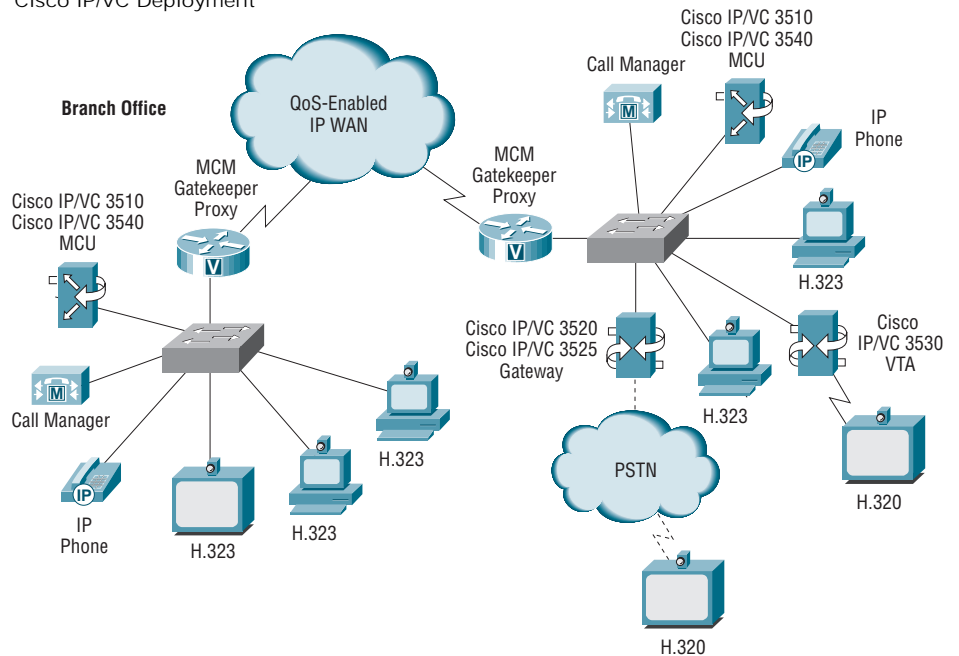 Cisco IP/VC Deployment
Branch Office
QoS-Enabled
IP WAN
Call Manager
M
Cisco IP/VC 3510
Cisco IP/VC 3540
MCU
IP
Phone
IP
MCM
Gatekeeper
Proxy
V
MCM
Gatekeeper
Proxy
V
Cisco IP/VC 3510
Cisco IP/VC 3540
MCU
H.323
Cisco IP/VC 3520
Cisco IP/VC 3525
Gateway
H.323
Cisco
IP/VC 3530
VTA
M
Call Manager
H.323
IP
IP
Phone
H.323
H.323
PSTN
H.320
H.320